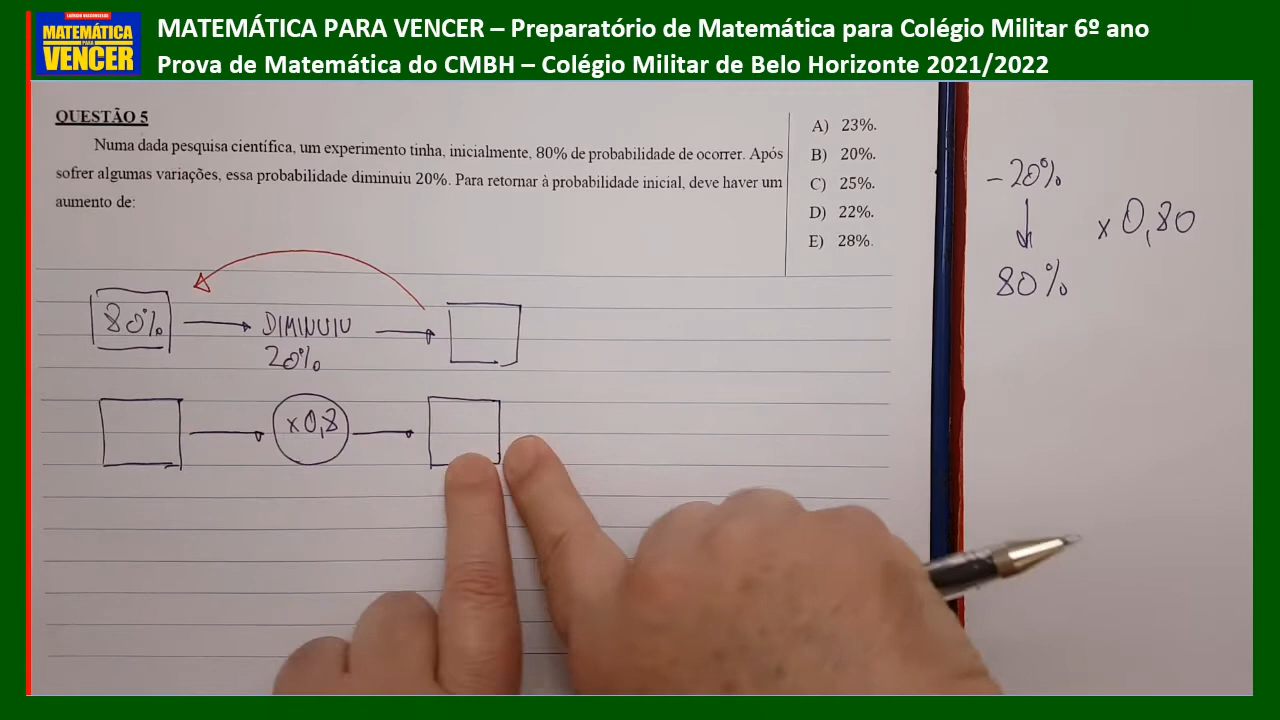 MATEMÁTICA PARA VENCER – Preparatório de Matemática para Colégio Militar 6º ano
Prova de Matemática do CMBH – Colégio Militar de Belo Horizonte 2021/2022
MATEMÁTICA
PARA
VENCER
QUESTÃO 5
Numa dada pesquisa científica, um experimento tinha, inicialmente, 80% de probabilidade de ocorrer. Após
sofrer algumas variações, essa probabilidade diminuiu 20%. Para retornar à probabilidade inicial, deve haver um
aumento de:
A) 23%.
B) 20%.
C) 25%.
D) 22%.
E) 28%.
80% DIMINUIU
20%
x 0,8
- 20%
x 0,80
80%